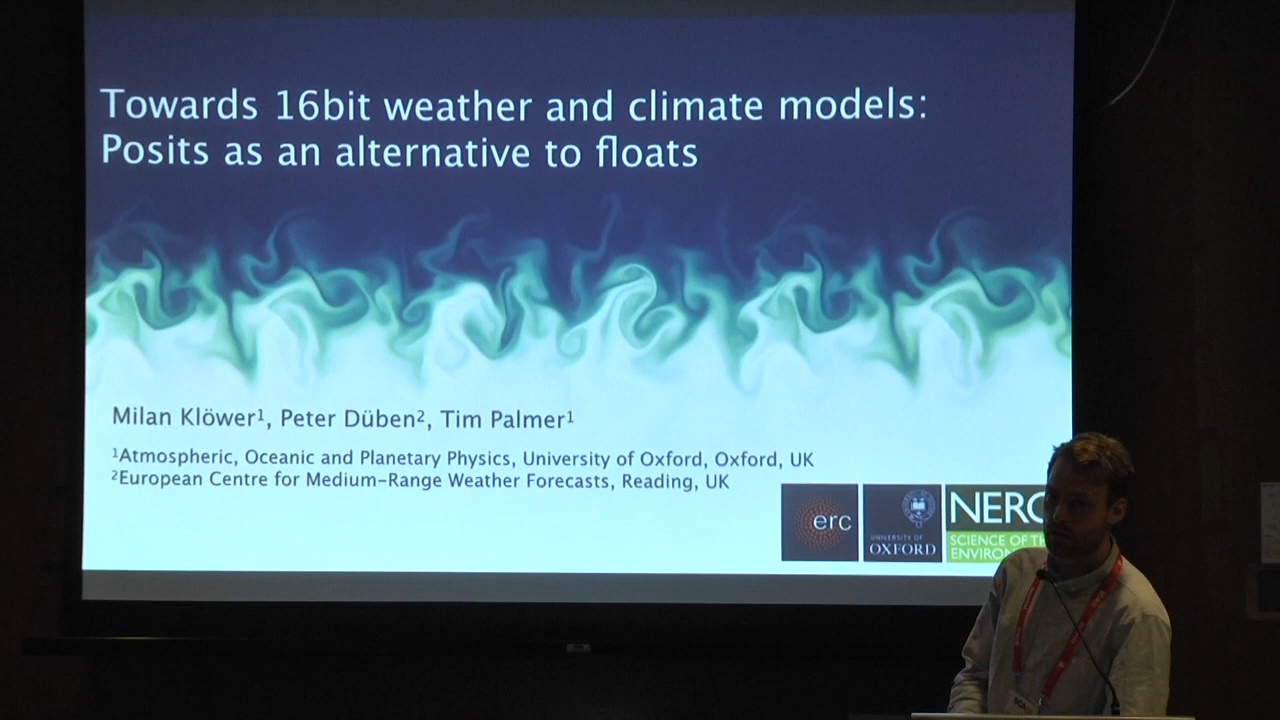 Towards 16bit weather and climate models:
Posits as an alternative to floats
Milan Klöwer¹, Peter Düben², Tim Palmer¹
¹Atmospheric, Oceanic and Planetary Physics, University of Oxford, Oxford, UK
²European Centre for Medium-Range Weather Forecasts, Reading, UK
erc
UNIVERSITY OF
OXFORD
NERC
SCIENCE OF TH
ENVIRON